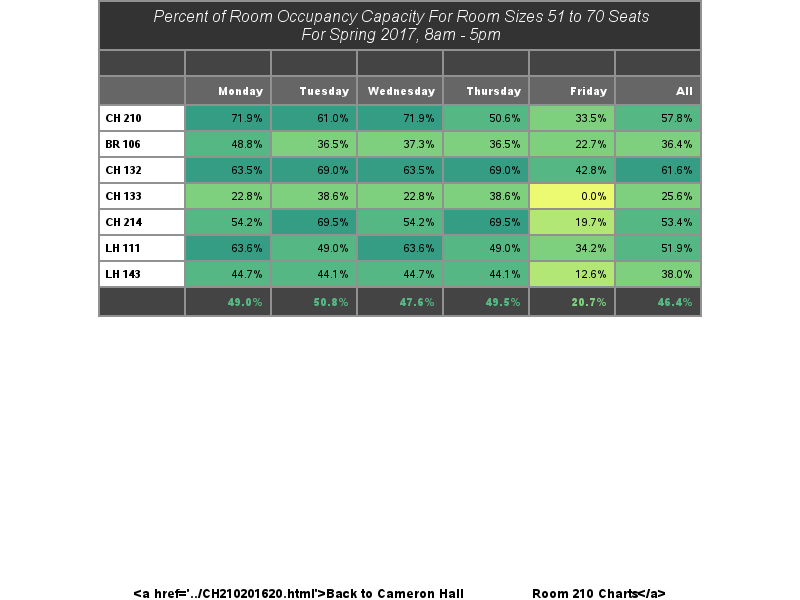 Percent of Room Occupancy Capacity For Room Sizes 51 to 70 Seats
For Spring 2017, 8am - 5pm
Monday Tuesday Wednesday Thursday Friday All
CH 210 71.9% 61.0% 71.9% 50.6% 33.5% 57.8%
BR 106 48.8% 36.5% 37.3% 36.5% 22.7% 36.4%
CH 132 63.5% 69.0% 63.5% 69.0% 42.8% 61.6%
CH 133 22.8% 38.6% 22.8% 38.6% 0.0% 25.6%
CH 214 54.2% 69.5% 54.2% 69.5% 19.7% 53.4%
LH 111 63.6% 49.0% 63.6% 49.0% 34.2% 51.9%
LH 143 44.7% 44.1% 44.7% 44.1% 12.6% 38.0%
49.0% 50.8% 47.6% 49.5% 20.7% 46.4%
<a href='../CH210201620.html'>Back to Cameron Hall Room 210 Charts</a>